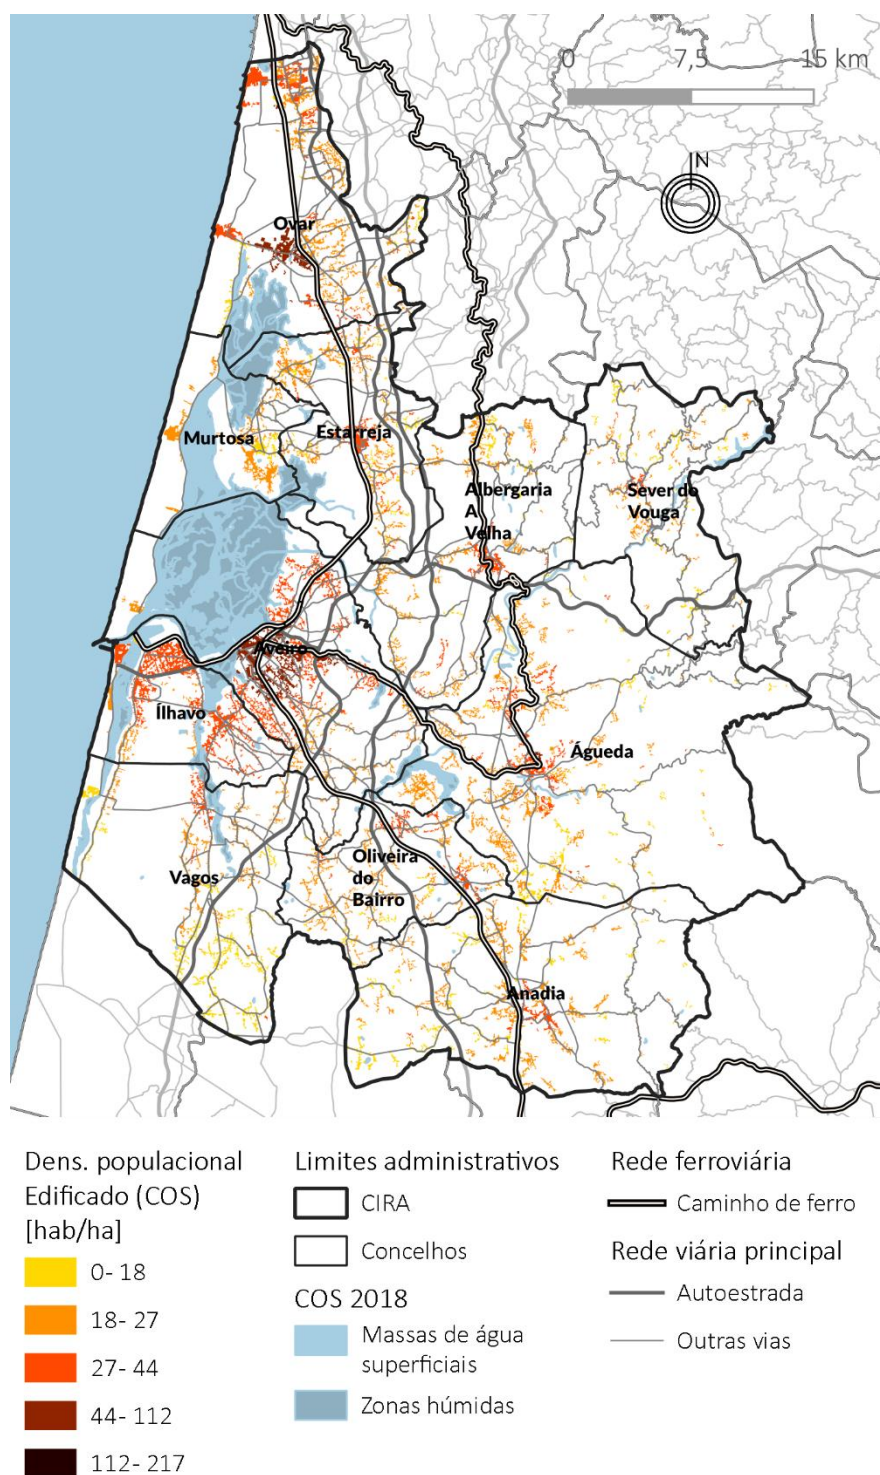 0 7,5 15 km
N
Ovar
Murtosa
Estarreja
Albergaria
A
Velha
Sever do
Vouga
Aveiro
Ílhavo
Águeda
Vagos
Oliveira
do
Bairro
Anadia
Dens. populacional
Edificado (COS)
[hab/ha]
0- 18
18- 27
27- 44
44- 112
112- 217
Limites administrativos
CIRA
Concelhos
COS 2018
Massas de água
superficiais
Zonas húmidas
Rede ferroviária
Caminho de ferro
Rede viária principal
Autoestrada
Outras vias